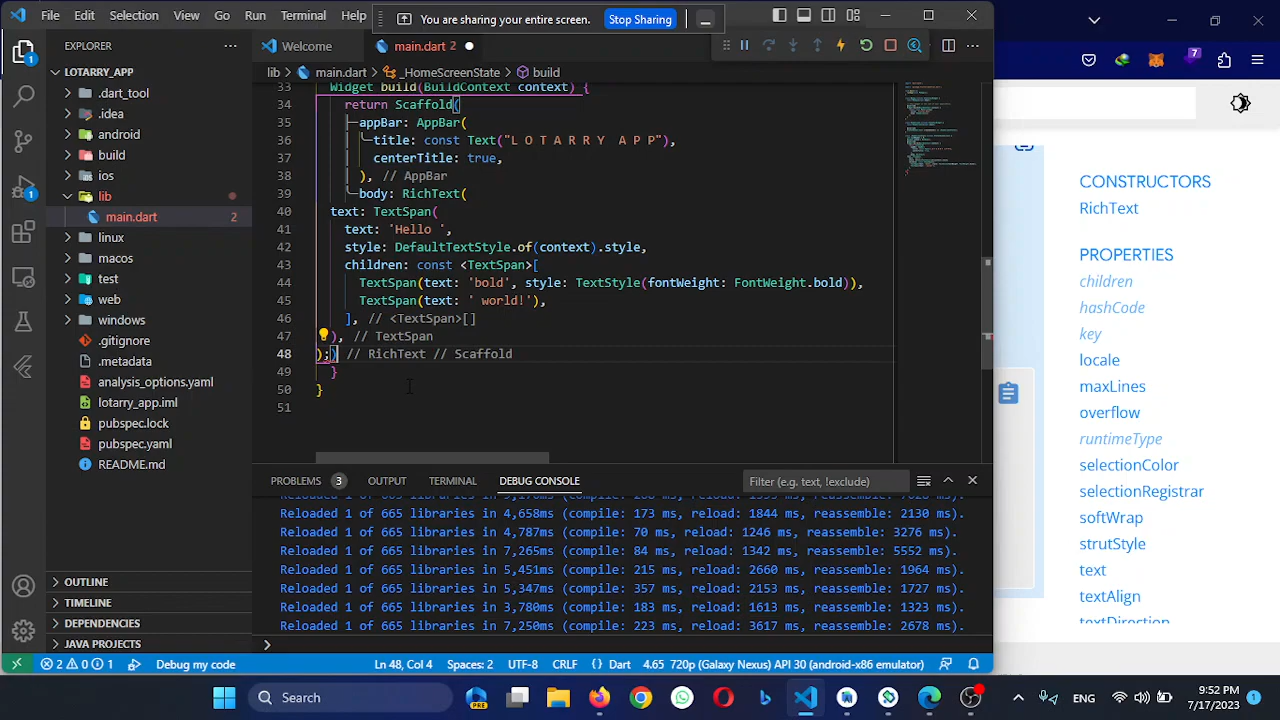 File
Edit
Selection
View
Go
Run
Terminal
Help
You are sharing your entire screen.
Stop Sharing
EXPLORER
Welcome
main.dart 2
LOTARRY_APP
lib > main.dart > _HomeScreenState > build
.dart_tool
.idea
android
build
ios
lib
main.dart 2
linux
macos
test
web
windows
.gitignore
.metadata
analysis_options.yaml
lotarry_app.iml
pubspec.lock
pubspec.yaml
README.md
OUTLINE
TIMELINE
DEPENDENCIES
JAVA PROJECTS
33 Widget build(BuildContext context) {
34 return Scaffold(
35 appBar: AppBar(
36 title: const Text("L O T A R R Y  A P P"),
37 centerTitle: true,
38 ), // AppBar
39 body: RichText(
40 text: TextSpan(
41 text: 'Hello ',
42 style: DefaultTextStyle.of(context).style,
43 children: const <TextSpan>[
44 TextSpan(text: 'bold', style: TextStyle(fontWeight: FontWeight.bold)),
45 TextSpan(text: ' world!'),
46 ], // <TextSpan>[]
47 ), // TextSpan
48 );) // RichText // Scaffold
49 }
50 }
51
PROBLEMS 3
OUTPUT
TERMINAL
DEBUG CONSOLE
Filter (e.g. text, !exclude)
Reloaded 1 of 665 libraries in 4,658ms (compile: 173 ms, reload: 1844 ms, reassemble: 2130 ms).
Reloaded 1 of 665 libraries in 4,787ms (compile: 70 ms, reload: 1246 ms, reassemble: 3276 ms).
Reloaded 1 of 665 libraries in 7,265ms (compile: 84 ms, reload: 1342 ms, reassemble: 5552 ms).
Reloaded 1 of 665 libraries in 5,451ms (compile: 215 ms, reload: 2660 ms, reassemble: 1964 ms).
Reloaded 1 of 665 libraries in 5,347ms (compile: 357 ms, reload: 2153 ms, reassemble: 1727 ms).
Reloaded 1 of 665 libraries in 3,780ms (compile: 183 ms, reload: 1613 ms, reassemble: 1323 ms).
Reloaded 1 of 665 libraries in 7,250ms (compile: 223 ms, reload: 3617 ms, reassemble: 2678 ms).
2 0 1
Debug my code
Ln 48, Col 4
Spaces: 2
UTF-8
CRLF
{} Dart
4.65 720p (Galaxy Nexus) API 30 (android-x86 emulator)
CONSTRUCTORS
RichText
PROPERTIES
children
hashCode
key
locale
maxLines
overflow
runtimeType
selectionColor
selectionRegistrar
softWrap
strutStyle
text
textAlign
textDirection
Search
PRE
ENG
9:52 PM
7/17/2023